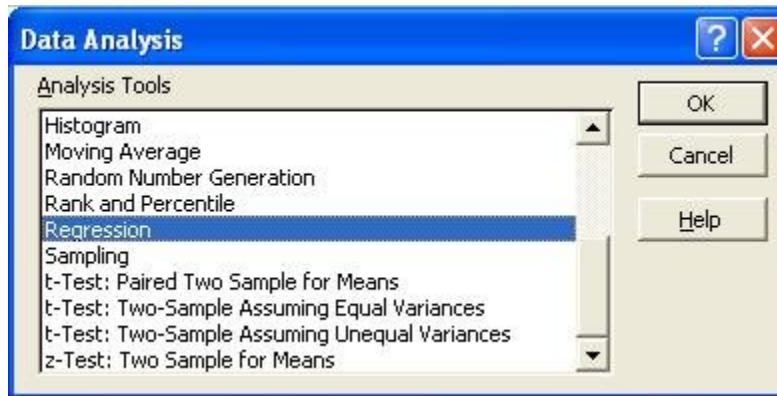 Data Analysis
Analysis Tools
Histogram
Moving Average
Random Number Generation
Rank and Percentile
Regression
Sampling
t-Test: Paired Two Sample for Means
t-Test: Two-Sample Assuming Equal Variances
t-Test: Two-Sample Assuming Unequal Variances
z-Test: Two Sample for Means
OK
Cancel
Help